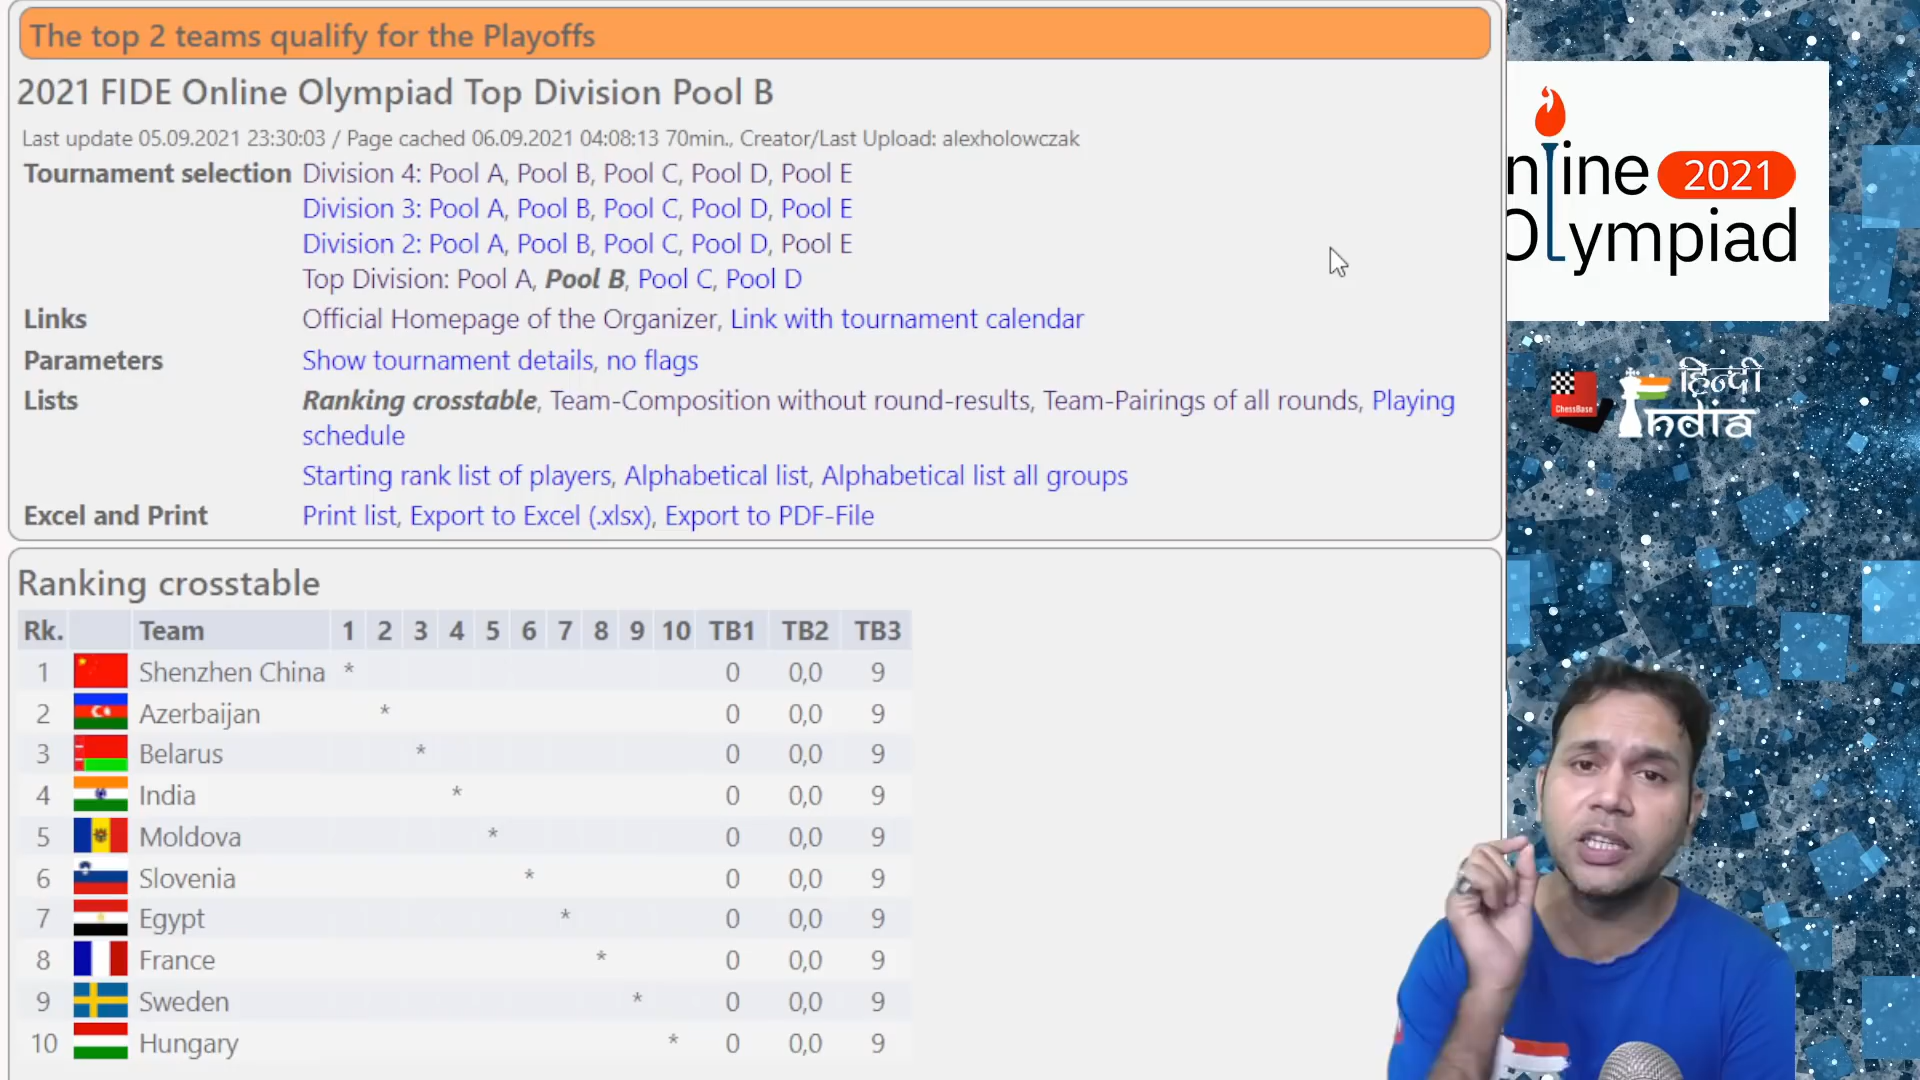 The top 2 teams qualify for the Playoffs
2021 FIDE Online Olympiad Top Division Pool B
Last update 05.09.2021 23:30:03 / Page cached 06.09.2021 04:08:13 70min., Creator/Last Upload: alexholowczak
Tournament selection Division 4: Pool A, Pool B, Pool C, Pool D, Pool E
Division 3: Pool A, Pool B, Pool C, Pool D, Pool E
Division 2: Pool A, Pool B, Pool C, Pool D, Pool E
Top Division: Pool A, Pool B, Pool C, Pool D
Links Official Homepage of the Organizer, Link with tournament calendar
Parameters Show tournament details, no flags
Lists Ranking crosstable, Team-Composition without round-results, Team-Pairings of all rounds, Playing
schedule
Starting rank list of players, Alphabetical list, Alphabetical list all groups
Excel and Print Print list, Export to Excel (.xlsx), Export to PDF-File
Ranking crosstable
Rk. Team 1 2 3 4 5 6 7 8 9 10 TB1 TB2 TB3
1 Shenzhen China * 0 0,0 9
2 Azerbaijan * 0 0,0 9
3 Belarus * 0 0,0 9
4 India * 0 0,0 9
5 Moldova * 0 0,0 9
6 Slovenia * 0 0,0 9
7 Egypt * 0 0,0 9
8 France * 0 0,0 9
9 Sweden * 0 0,0 9
10 Hungary * 0 0,0 9
nline 2021
Olympiad
ChessBase
हिन्दी
India